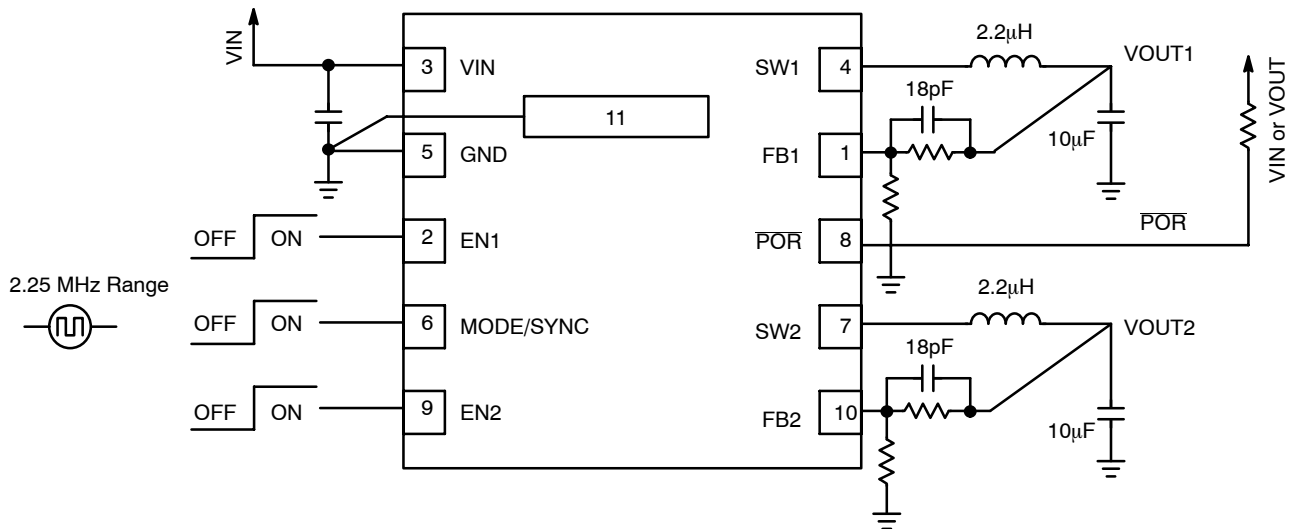 VIN
3 VIN
11
5 GND
OFF ON
2 EN1
2.25 MHz Range
OFF ON
6 MODE/SYNC
OFF ON
9 EN2
SW1 4
2.2μH
VOUT1
18pF
10μF
FB1 1
VIN or VOUT
POR 8
POR
2.2μH
SW2 7
VOUT2
18pF
10μF
FB2 10